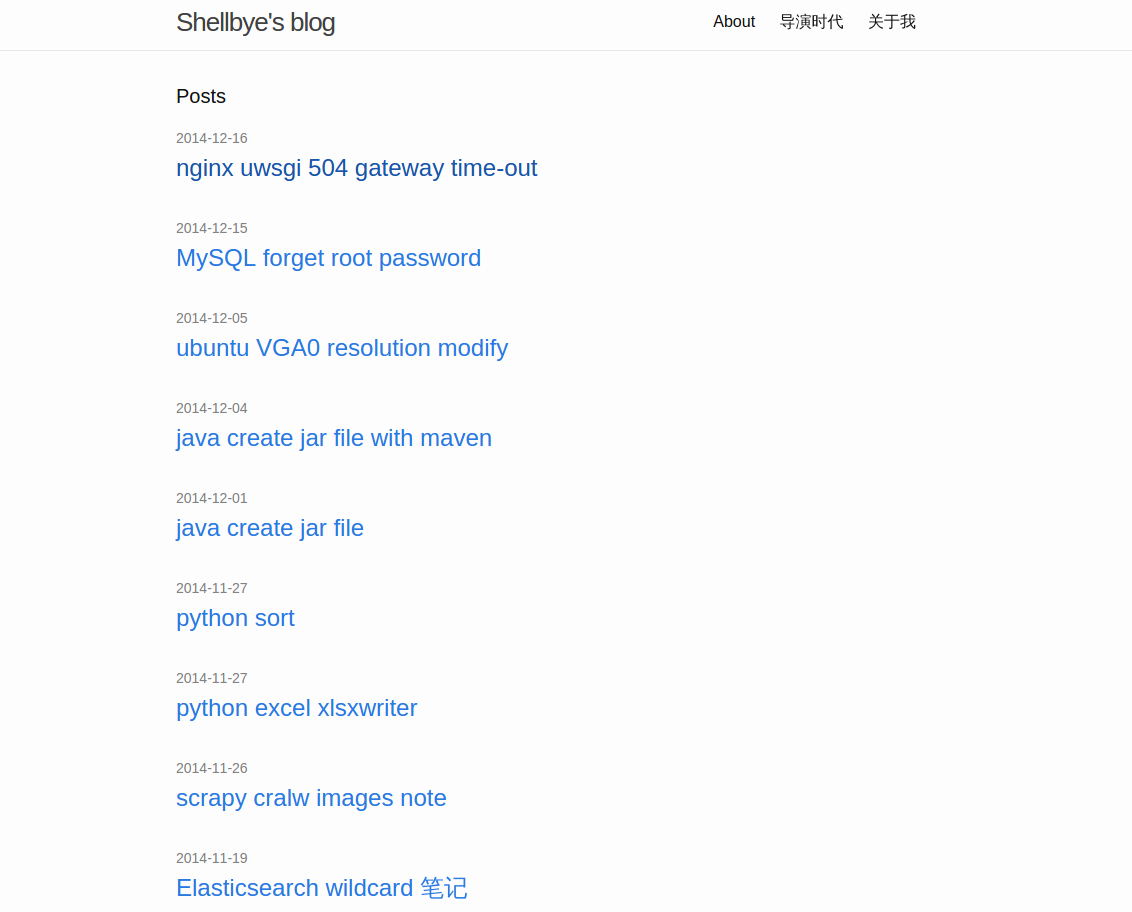 Shellbye's blog
About 导演时代 关于我
Posts
2014-12-16
nginx uwsgi 504 gateway time-out
2014-12-15
MySQL forget root password
2014-12-05
ubuntu VGA0 resolution modify
2014-12-04
java create jar file with maven
2014-12-01
java create jar file
2014-11-27
python sort
2014-11-27
python excel xlsxwriter
2014-11-26
scrapy cralw images note
2014-11-19
Elasticsearch wildcard 笔记